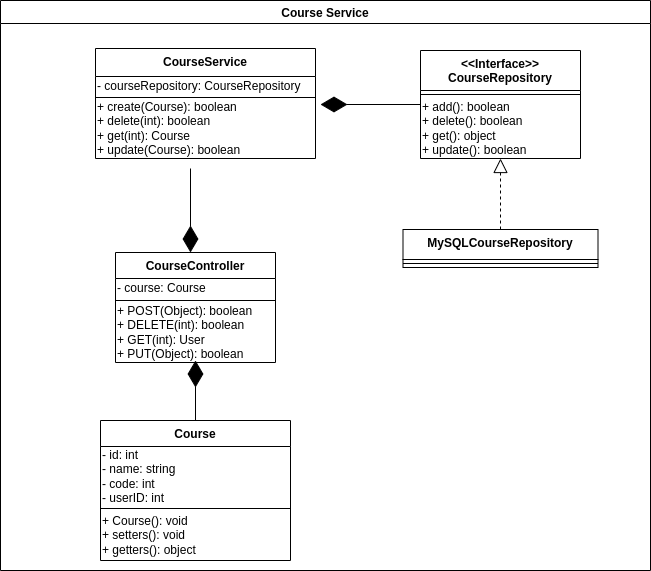 Course Service
CourseService
- courseRepository: CourseRepository
+ create(Course): boolean
+ delete(int): boolean
+ get(int): Course
+ update(Course): boolean
<<Interface>>
CourseRepository
+ add(): boolean
+ delete(): boolean
+ get(): object
+ update(): boolean
MySQLCourseRepository
CourseController
- course: Course
+ POST(Object): boolean
+ DELETE(int): boolean
+ GET(int): User
+ PUT(Object): boolean
Course
- id: int
- name: string
- code: int
- userID: int
+ Course(): void
+ setters(): void
+ getters(): object